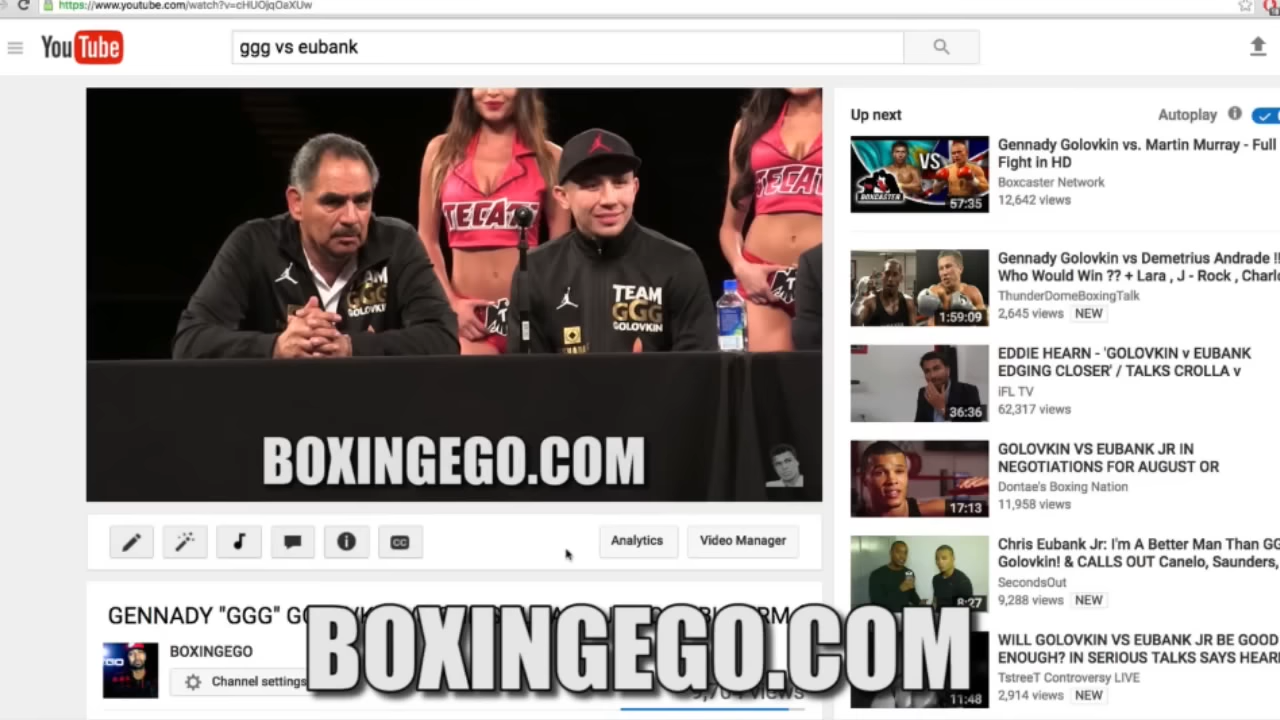 https://www.youtube.com/watch?v=cHUOjqOaXUw
YouTube
ggg vs eubank
TECATE
TECAT
TEAM
GGG
GOLOVKIN
TEAM
GGG
GOLOVKIN
BOXINGEGO.COM
Analytics
Video Manager
GENNADY "GGG"
BOXINGEGO
Channel settings
views
BOXINGEGO.COM
Up next
Autoplay
VS
BOXCASTER
57:35
Gennady Golovkin vs. Martin Murray - Full
Fight in HD
Boxcaster Network
12,642 views
1:59:09
Gennady Golovkin vs Demetrius Andrade !!
Who Would Win ?? + Lara , J - Rock , Charlo
ThunderDomeBoxingTalk
2,645 views NEW
36:36
EDDIE HEARN - 'GOLOVKIN v EUBANK
EDGING CLOSER' / TALKS CROLLA v
iFL TV
62,317 views
17:13
GOLOVKIN VS EUBANK JR IN
NEGOTIATIONS FOR AUGUST OR
Dontae's Boxing Nation
11,958 views
8:27
Chris Eubank Jr: I'm A Better Man Than GG
Golovkin! & CALLS OUT Canelo, Saunders,
SecondsOut
9,288 views NEW
11:48
WILL GOLOVKIN VS EUBANK JR BE GOOD
ENOUGH? IN SERIOUS TALKS SAYS HEAR
TstreeT Controversy LIVE
2,914 views NEW